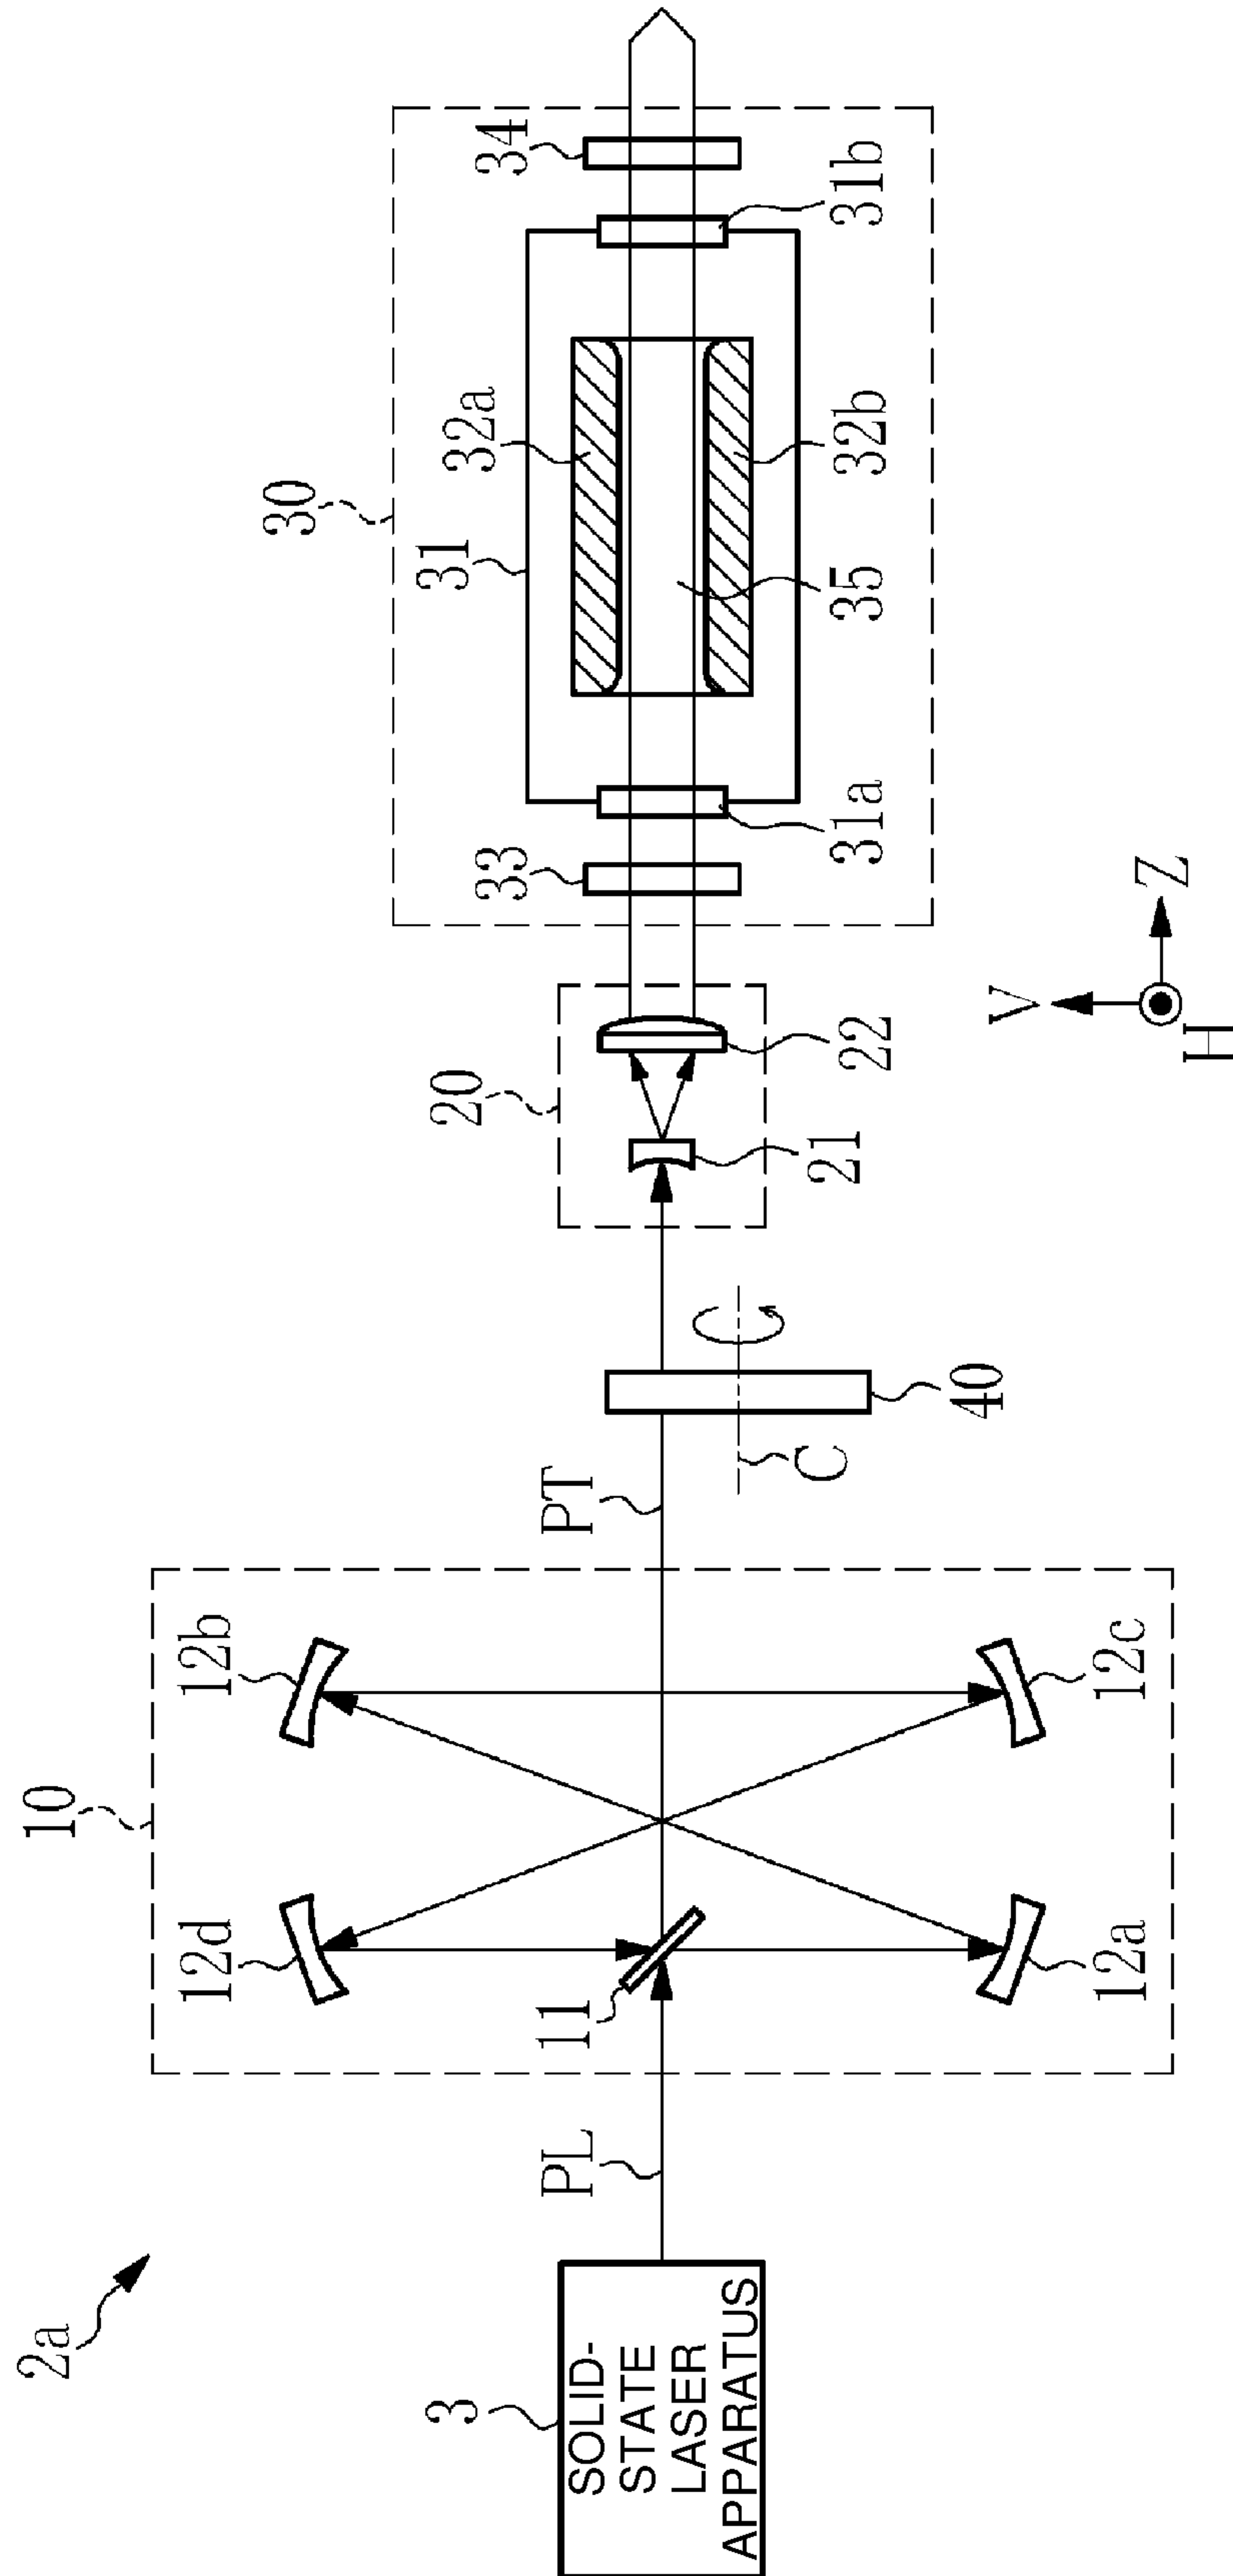 2a
3
SOLID-
STATE
LASER
APPARATUS
PL
10
12d
12b
11
12a
12c
PT
C
40
20
21
22
30
31
33
32a
34
31a
35
32b
31b
V
Z
H